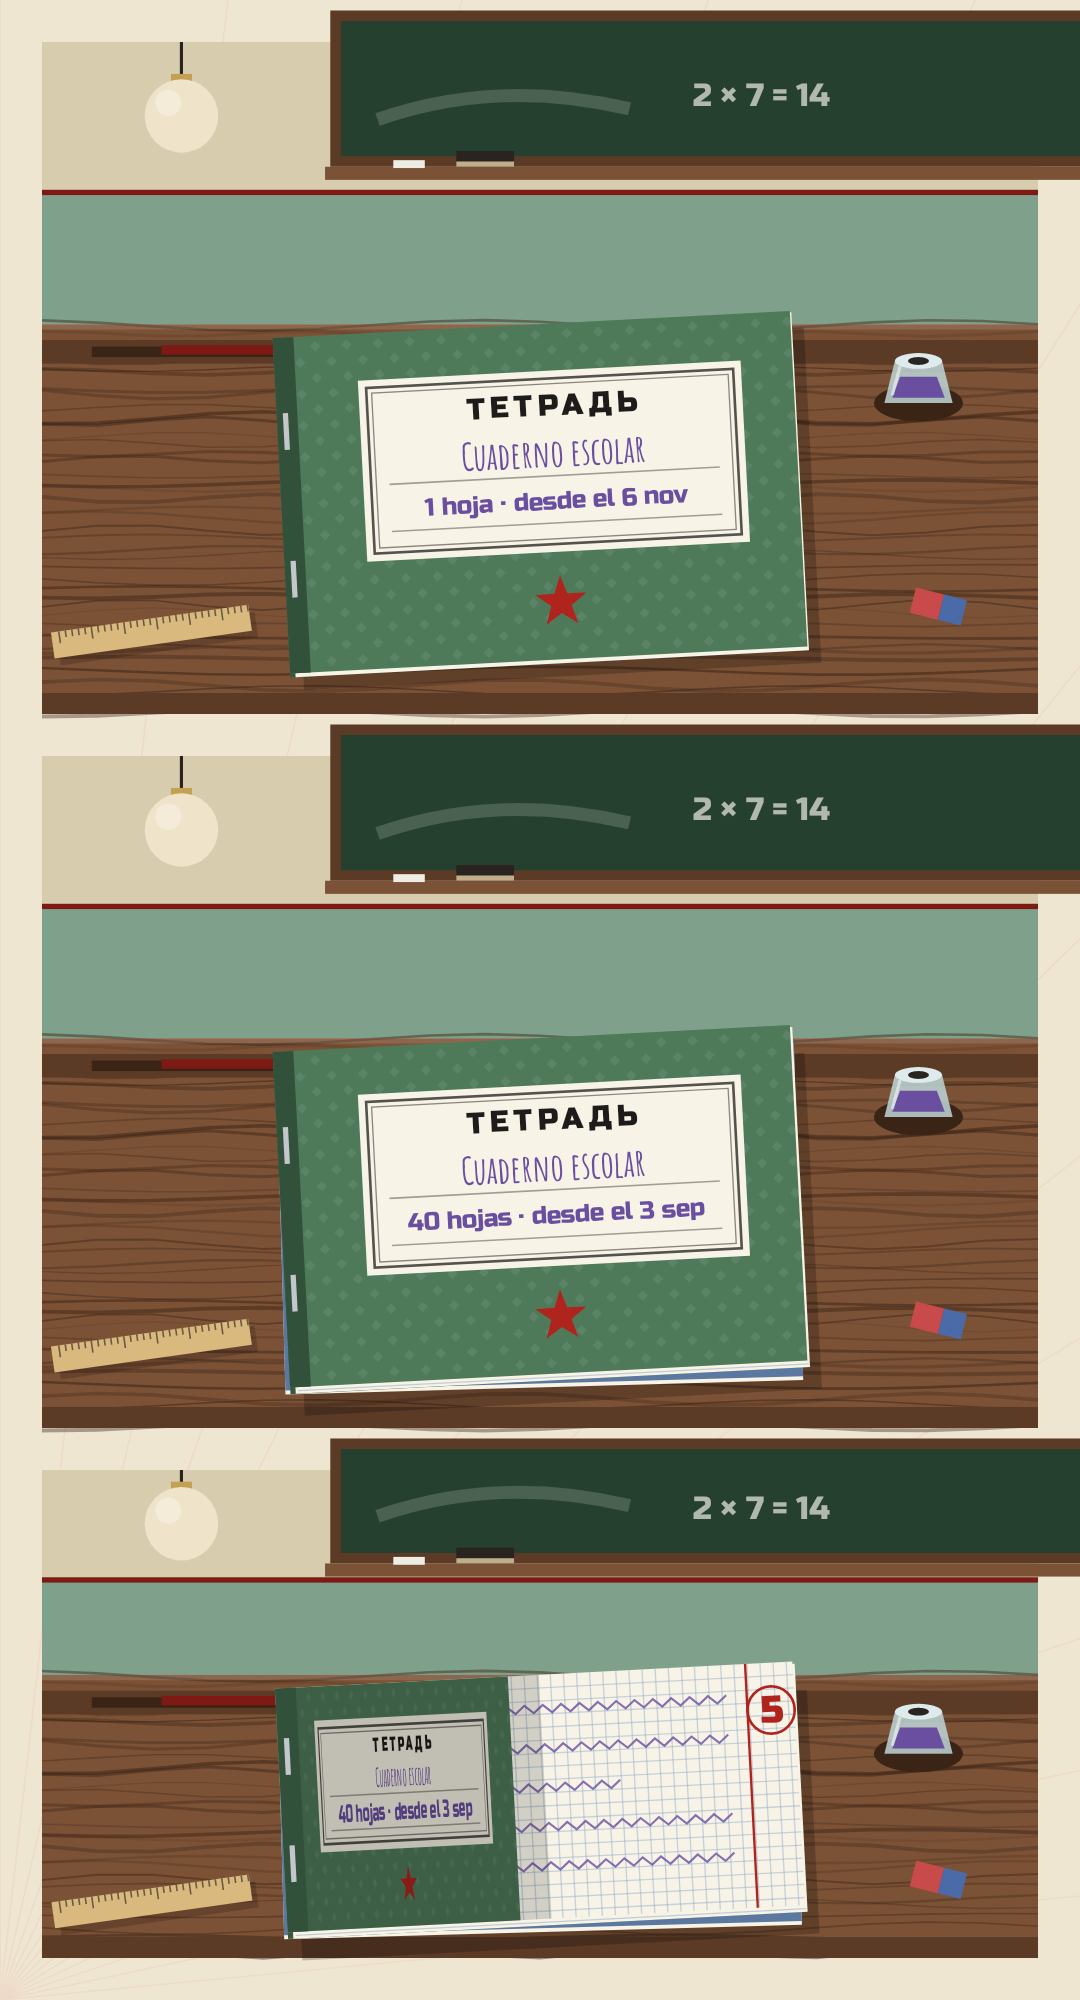 2 × 7 = 14
ТЕТРАДЬ
Cuaderno escolar
1 hoja · desde el 6 nov
2 × 7 = 14
ТЕТРАДЬ
Cuaderno escolar
40 hojas · desde el 3 sep
2 × 7 = 14
ТЕТРАДЬ
Cuaderno escolar
40 hojas · desde el 3 sep
5